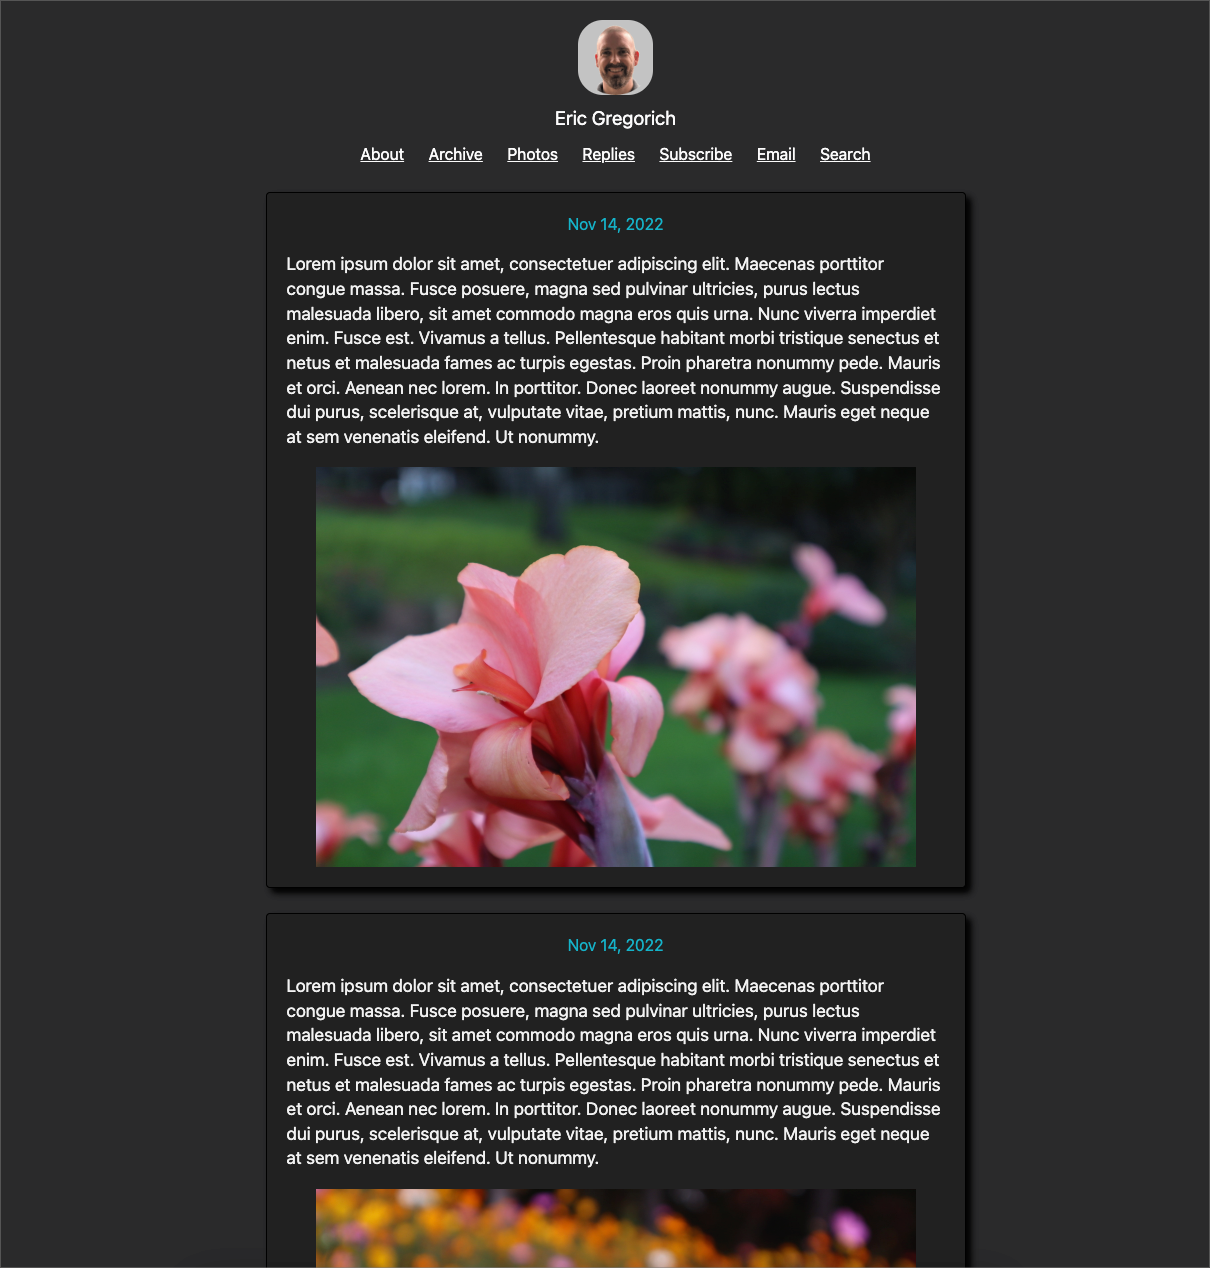 Eric Gregorich
About Archive Photos Replies Subscribe Email Search
Nov 14, 2022
Lorem ipsum dolor sit amet, consectetuer adipiscing elit. Maecenas porttitor
congue massa. Fusce posuere, magna sed pulvinar ultricies, purus lectus
malesuada libero, sit amet commodo magna eros quis urna. Nunc viverra imperdiet
enim. Fusce est. Vivamus a tellus. Pellentesque habitant morbi tristique senectus et
netus et malesuada fames ac turpis egestas. Proin pharetra nonummy pede. Mauris
et orci. Aenean nec lorem. In porttitor. Donec laoreet nonummy augue. Suspendisse
dui purus, scelerisque at, vulputate vitae, pretium mattis, nunc. Mauris eget neque
at sem venenatis eleifend. Ut nonummy.
Nov 14, 2022
Lorem ipsum dolor sit amet, consectetuer adipiscing elit. Maecenas porttitor
congue massa. Fusce posuere, magna sed pulvinar ultricies, purus lectus
malesuada libero, sit amet commodo magna eros quis urna. Nunc viverra imperdiet
enim. Fusce est. Vivamus a tellus. Pellentesque habitant morbi tristique senectus et
netus et malesuada fames ac turpis egestas. Proin pharetra nonummy pede. Mauris
et orci. Aenean nec lorem. In porttitor. Donec laoreet nonummy augue. Suspendisse
dui purus, scelerisque at, vulputate vitae, pretium mattis, nunc. Mauris eget neque
at sem venenatis eleifend. Ut nonummy.